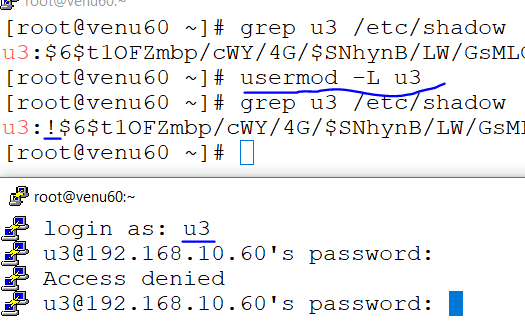 root@venu60:~
[root@venu60 ~]# grep u3 /etc/shadow
u3:$6$t1OFZmbp/cWY/4G/$SNhynB/LW/GsMLG
[root@venu60 ~]# usermod -L u3
[root@venu60 ~]# grep u3 /etc/shadow
u3:!$6$t1OFZmbp/cWY/4G/$SNhynB/LW/GsML
[root@venu60 ~]#
root@venu60:~
login as: u3
u3@192.168.10.60's password:
Access denied
u3@192.168.10.60's password: